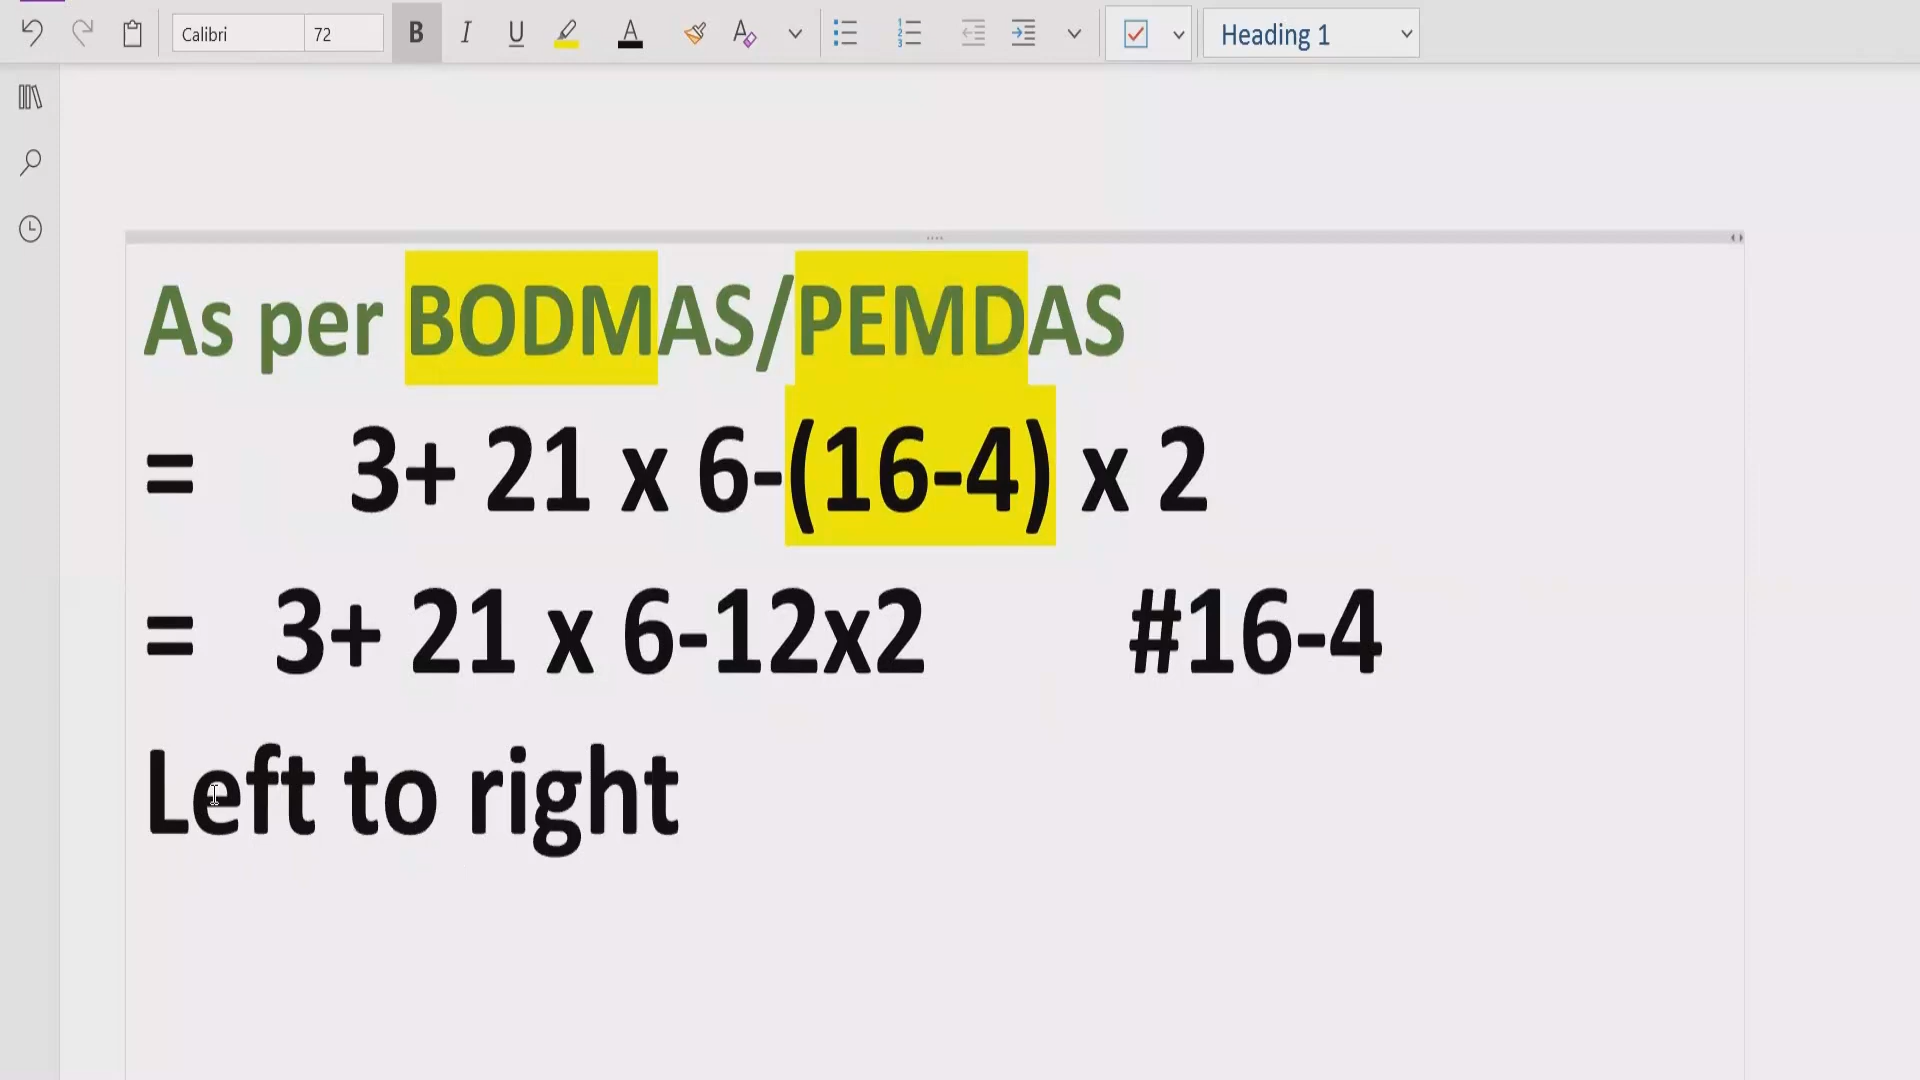 Calibri 72 B I U A A Heading 1
As per BODMAS/PEMDAS
= 3+ 21 x 6-(16-4) x 2
= 3+ 21 x 6-12x2 #16-4
Left to right